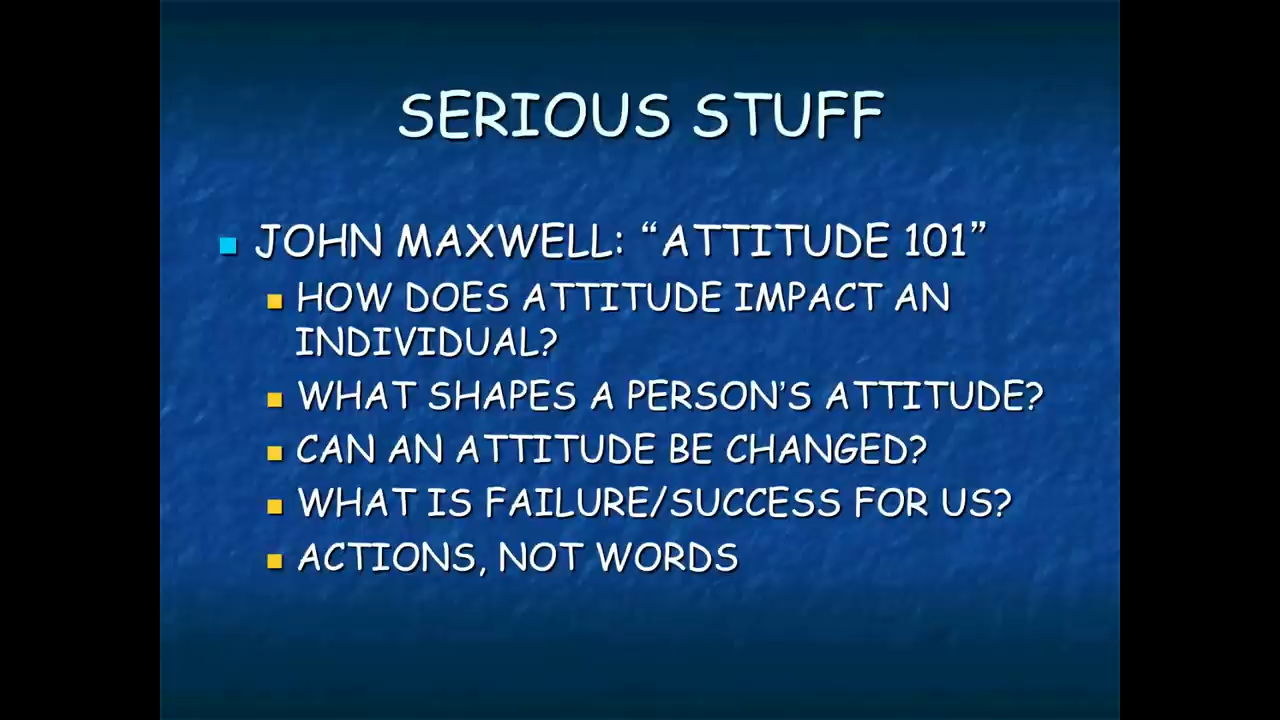 SERIOUS STUFF
JOHN MAXWELL: “ATTITUDE 101”
HOW DOES ATTITUDE IMPACT AN
INDIVIDUAL?
WHAT SHAPES A PERSON’S ATTITUDE?
CAN AN ATTITUDE BE CHANGED?
WHAT IS FAILURE/SUCCESS FOR US?
ACTIONS, NOT WORDS